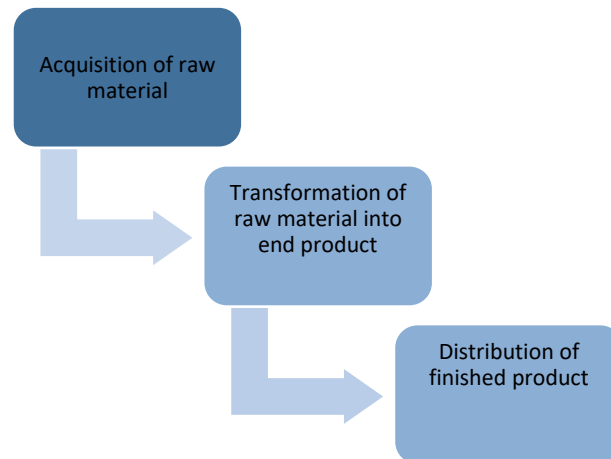 Acquisition of raw
material
Transformation of
raw material into
end product
Distribution of
finished product